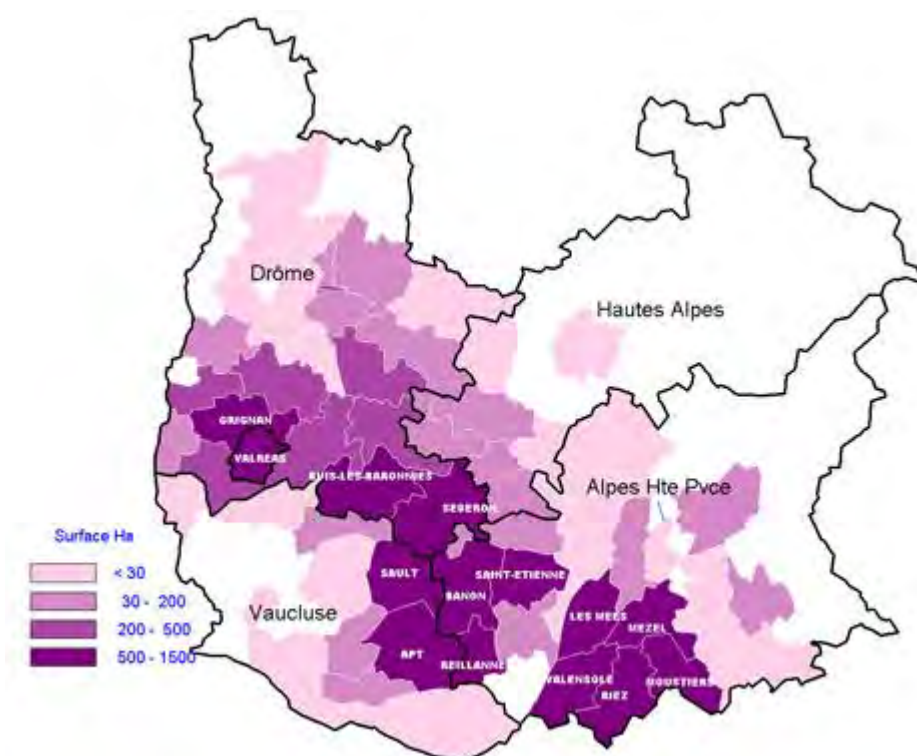 Drôme
Hautes Alpes
GRIGNAN
VALREAS
BUIS-LES-BARONNIES
Alpes Hte Pvce
SEDERON
Surface Ha
< 30
30 - 200
200 - 500
500 - 1500
SAULT
SAINT-ETIENNE
BANON
Vaucluse
LES MEES
MEZEL
APT
REILLANNE
VALENSOLE
RIEZ
MOUSTIERS